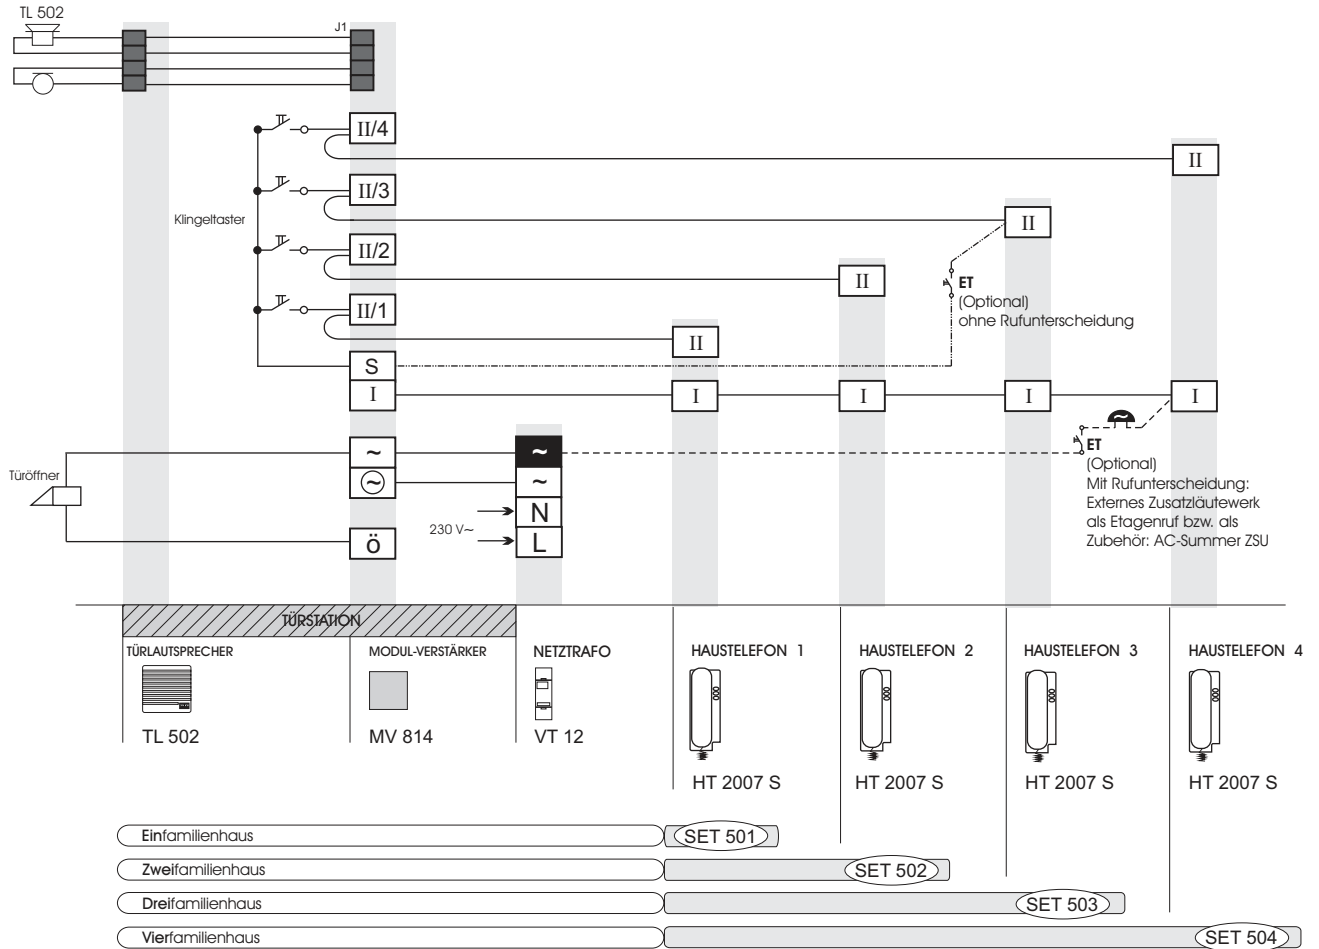 TL 502
J1
II/4
II
II/3
Klingeltaster
II
II/2
II
ET
(Optional)
ohne Rufunterscheidung
II/1
II
S
I
I
I
I
I
~
~
ET
(Optional)
Mit Rufunterscheidung:
Externes Zusatzläutewerk
als Etagenruf bzw. als
Zubehör: AC-Summer ZSU
Türöffner
~
~
~
N
230 V~
L
ö
TÜRSTATION
TÜRLAUTSPRECHER
MODUL-VERSTÄRKER
NETZTRAFO
HAUSTELEFON 1
HAUSTELEFON 2
HAUSTELEFON 3
HAUSTELEFON 4
TL 502
MV 814
VT 12
HT 2007 S
HT 2007 S
HT 2007 S
HT 2007 S
Einfamilienhaus
SET 501
Zweifamilienhaus
SET 502
Dreifamilienhaus
SET 503
Vierfamilienhaus
SET 504